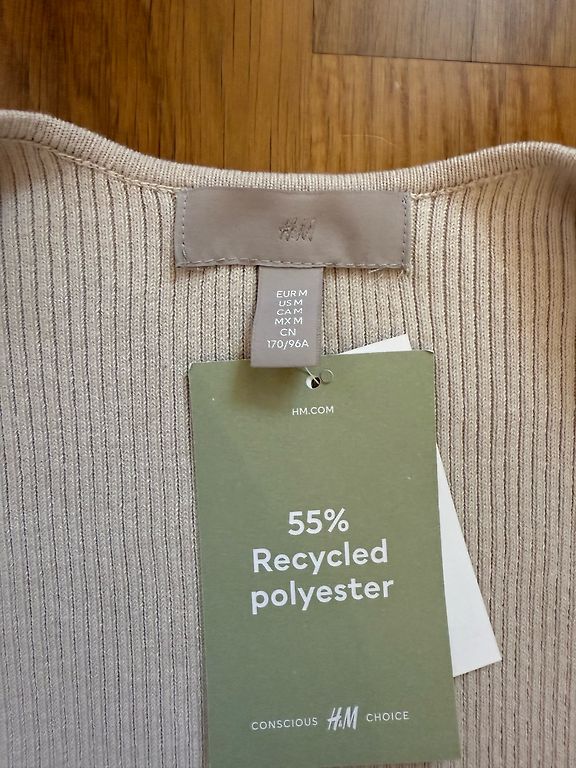 H&M
EUR M
US M
CA M
MX M
CN
170/96A
HM.COM
55%
Recycled
polyester
CONSCIOUS H&M CHOICE